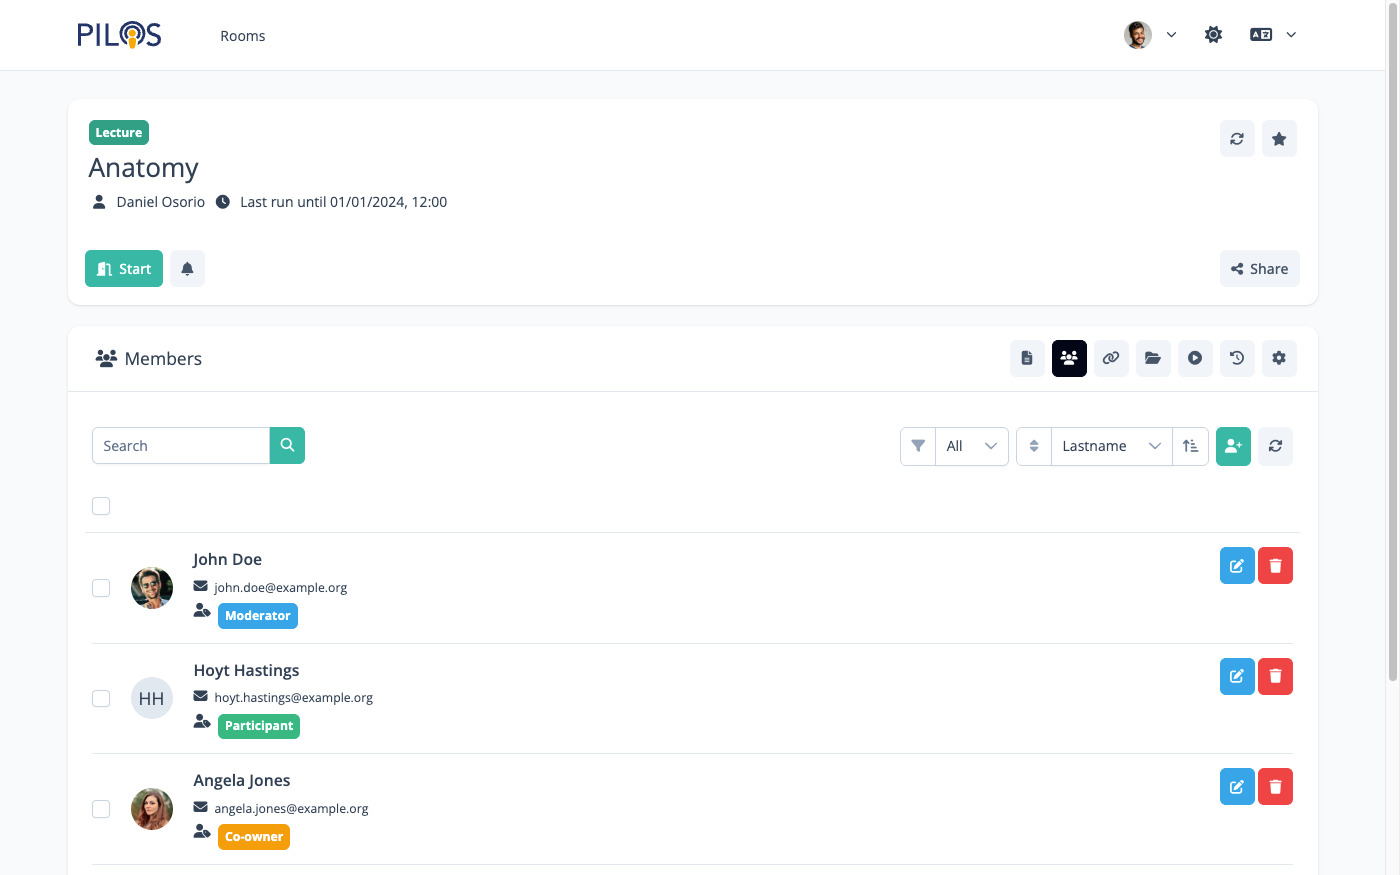 PILOS
Rooms
Lecture
Anatomy
Daniel Osorio Last run until 01/01/2024, 12:00
Start
Share
Members
Search
All
Lastname
John Doe
john.doe@example.org
Moderator
HH
Hoyt Hastings
hoyt.hastings@example.org
Participant
Angela Jones
angela.jones@example.org
Co-owner